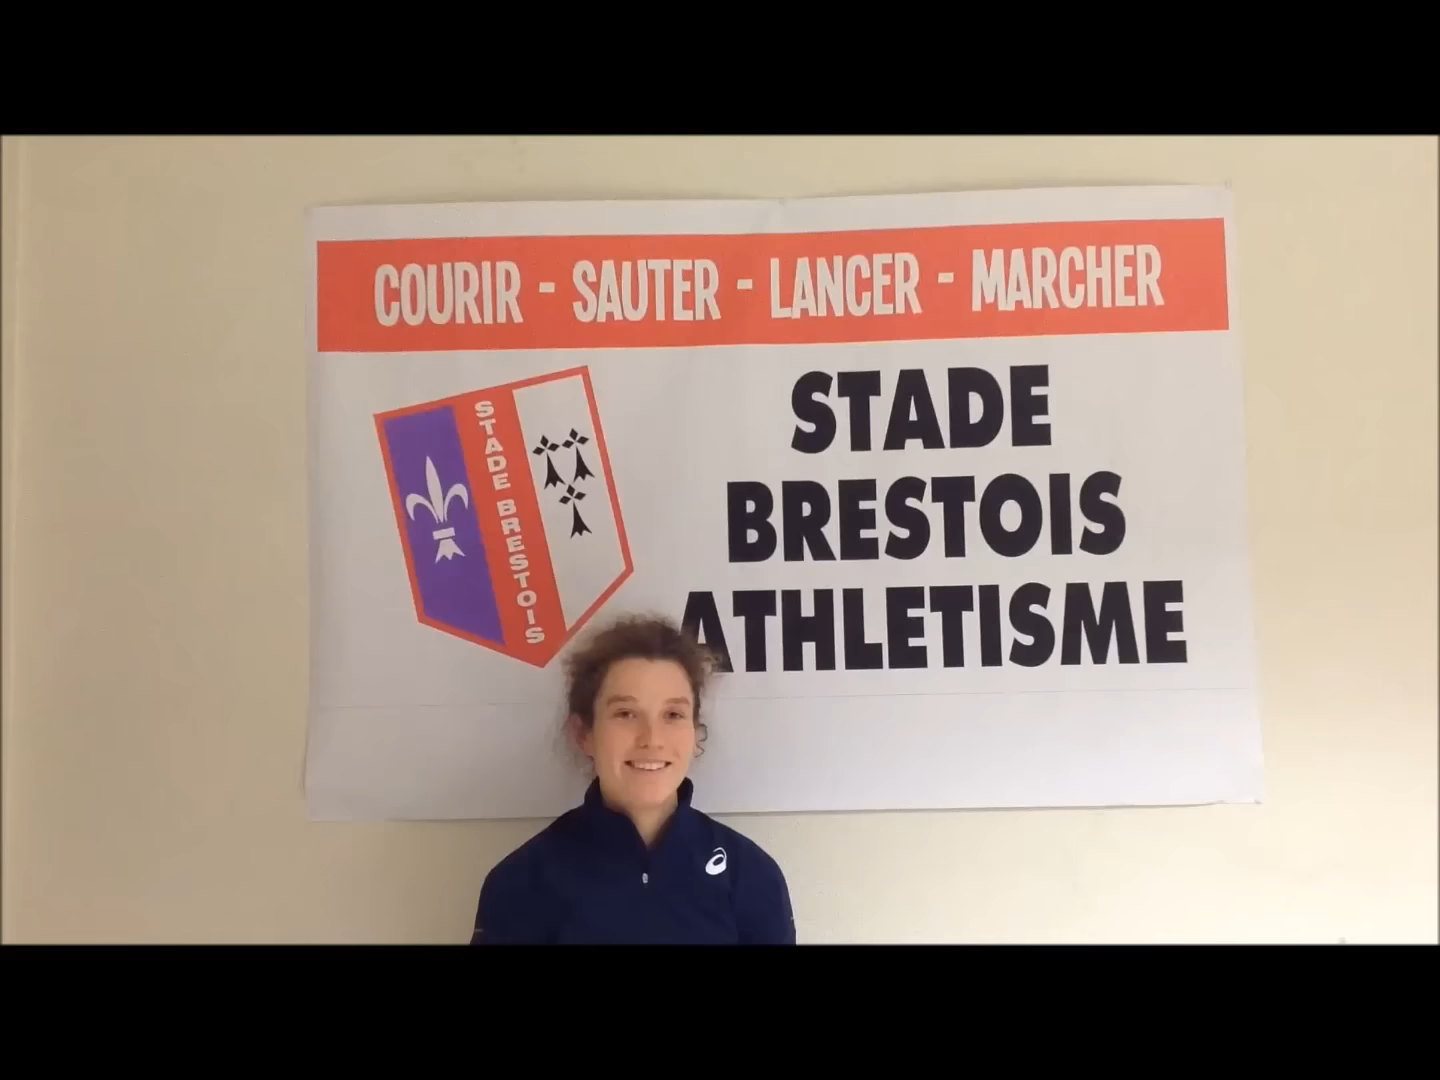 COURIR - SAUTER - LANCER - MARCHER
STADE BRESTOIS
STADE
BRESTOIS
ATHLETISME